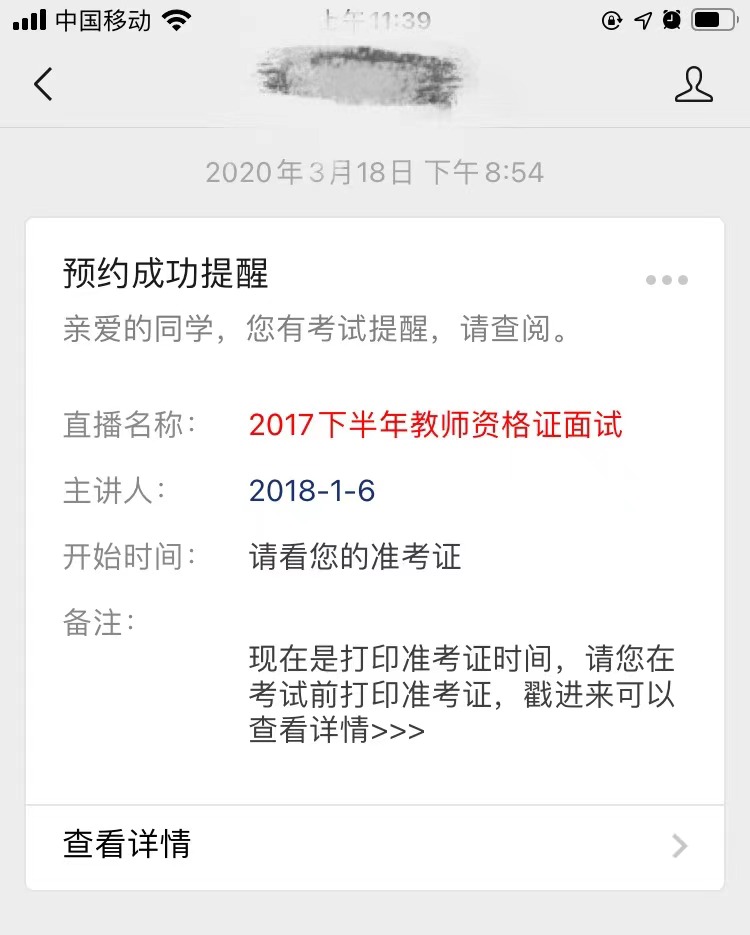 中国移动
上午11:39
2020年3月18日 下午8:54
预约成功提醒
亲爱的同学，您有考试提醒，请查阅。
直播名称： 2017下半年教师资格证面试
主讲人： 2018-1-6
开始时间： 请看您的准考证
备注：
现在是打印准考证时间，请您在
考试前打印准考证，戳进来可以
查看详情>>>
查看详情